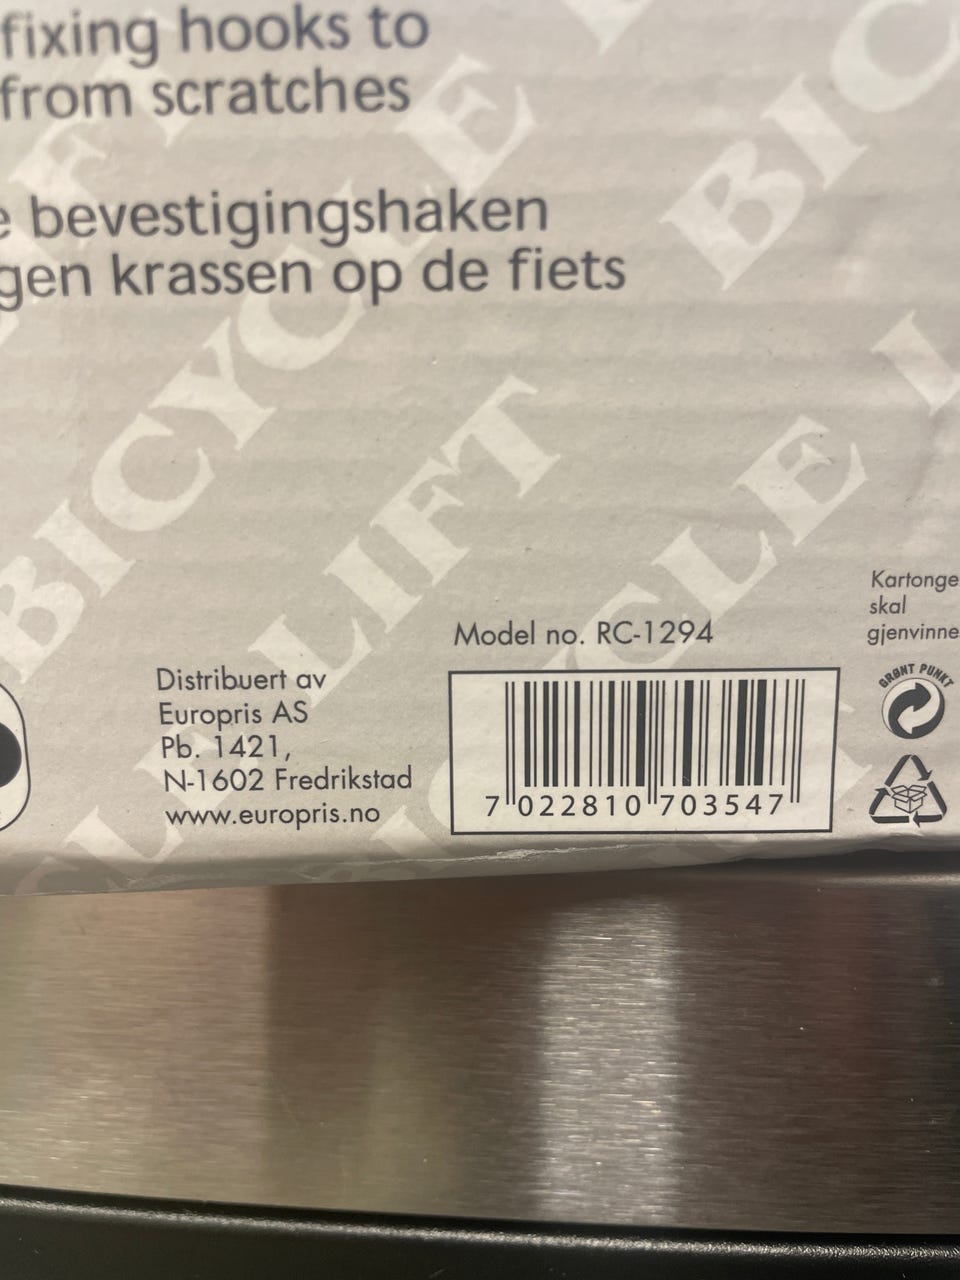 fixing hooks to
from scratches
bevestigingshaken
gen krassen op de fiets
BICYCLE LIFT
BICYCLE LIFT
BICYCLE L
Model no. RC-1294
Distribuert av
Europris AS
Pb. 1421,
N-1602 Fredrikstad
www.europris.no
7 022810 703547
Kartonge
skal
gjenvinne
GRØNT PUNKT